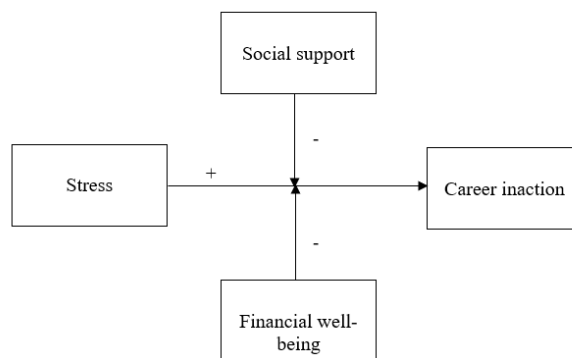 Social support
-
+
Stress
Career inaction
-
Financial well-
being